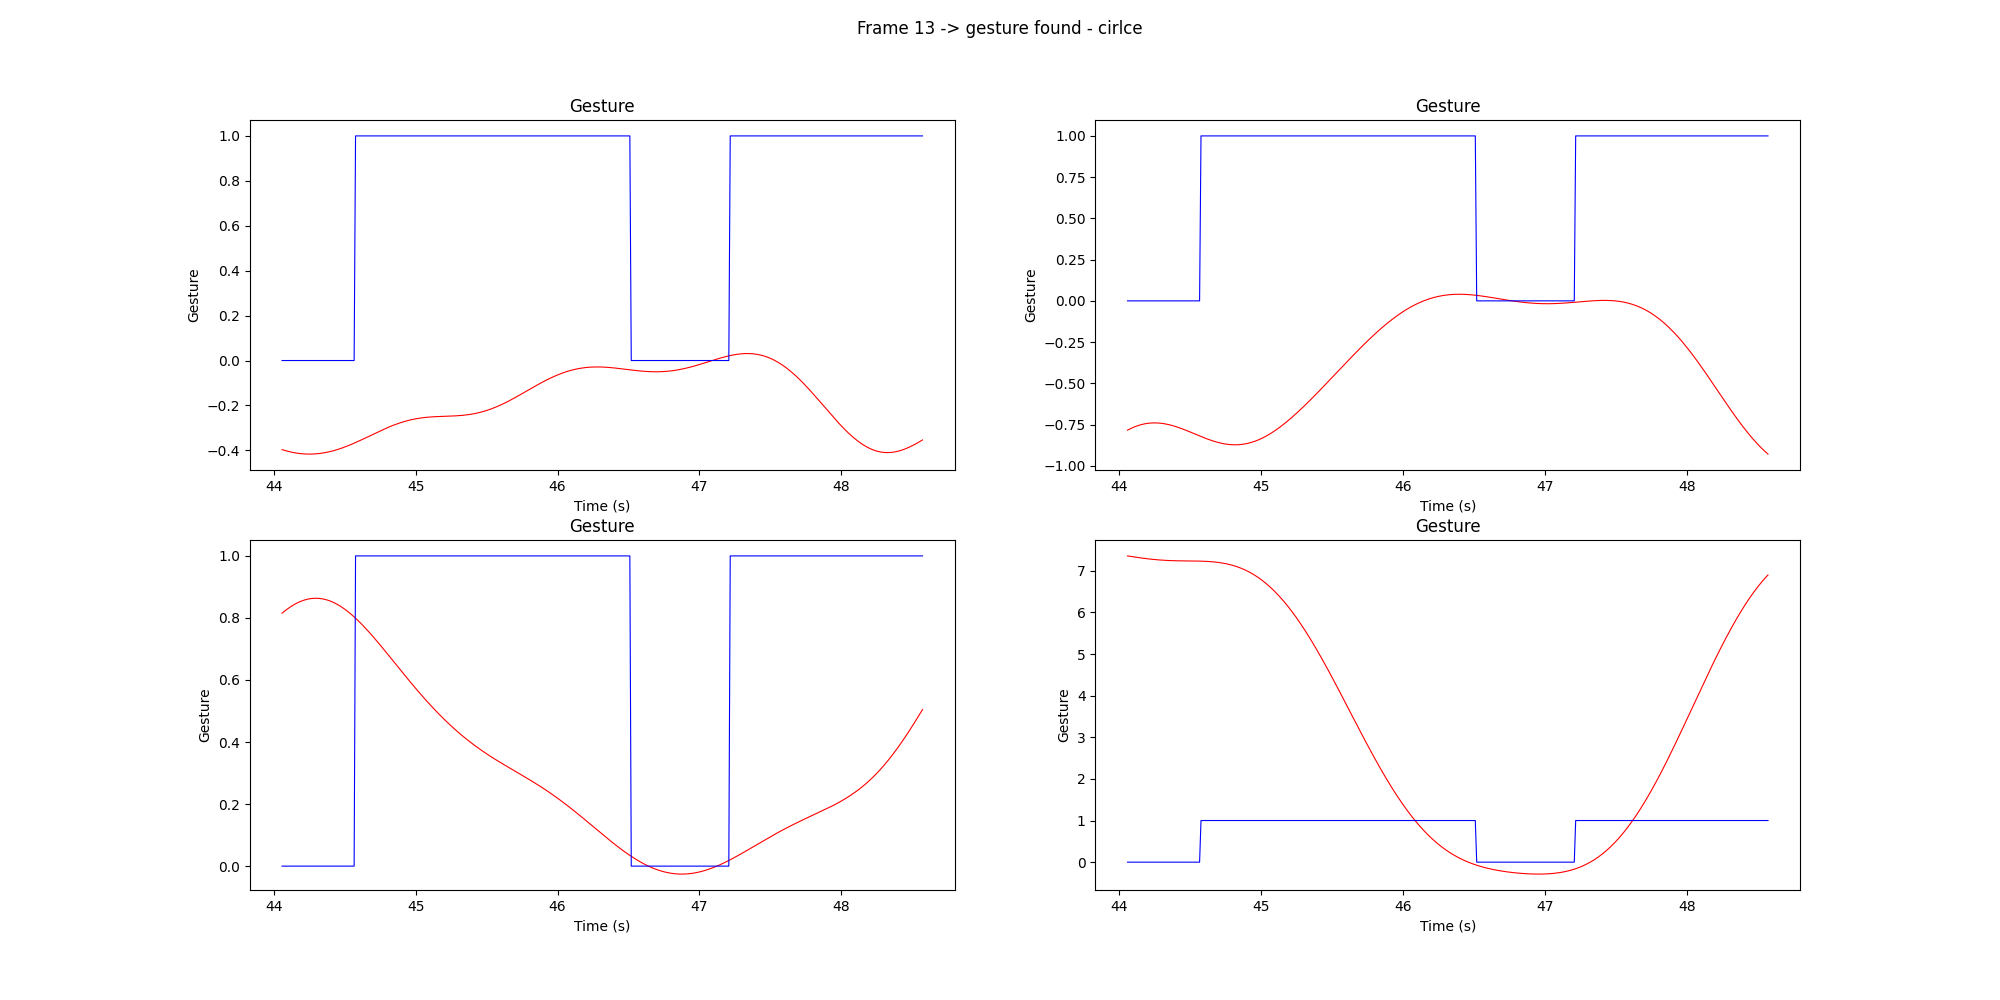 Frame 13 -> gesture found - cirlce
Gesture
1.0
0.8
0.6
0.4
0.2
0.0
−0.2
−0.4
Gesture
44 45 46 47 48
Time (s)
Gesture
1.00
0.75
0.50
0.25
0.00
−0.25
−0.50
−0.75
−1.00
Gesture
44 45 46 47 48
Time (s)
Gesture
1.0
0.8
0.6
0.4
0.2
0.0
Gesture
44 45 46 47 48
Time (s)
Gesture
7
6
5
4
3
2
1
0
Gesture
44 45 46 47 48
Time (s)